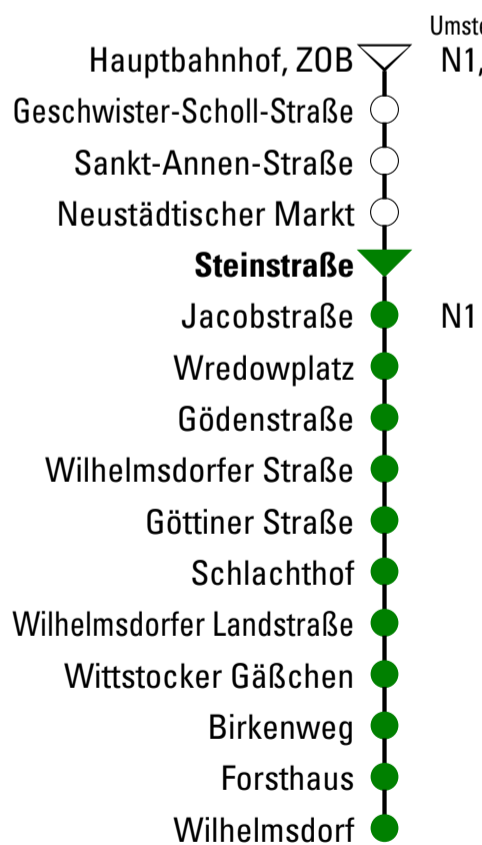 Hauptbahnhof, ZOB N1,
Geschwister-Scholl-Straße
Sankt-Annen-Straße
Neustädtischer Markt
Steinstraße
Jacobstraße N1
Wredowplatz
Gödenstraße
Wilhelmsdorfer Straße
Göttiner Straße
Schlachthof
Wilhelmsdorfer Landstraße
Wittstocker Gäßchen
Birkenweg
Forsthaus
Wilhelmsdorf